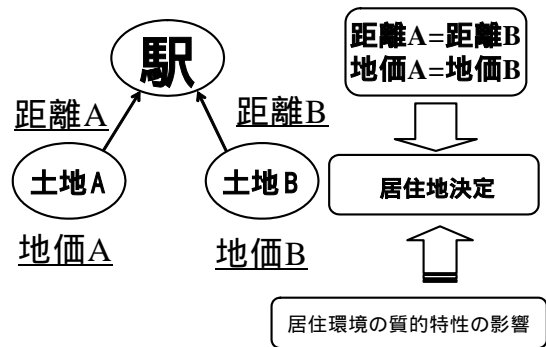 駅
距離A
距離B
土地A
土地B
地価A
地価B
距離A=距離B
地価A=地価B
居住地決定
居住環境の質的特性の影響